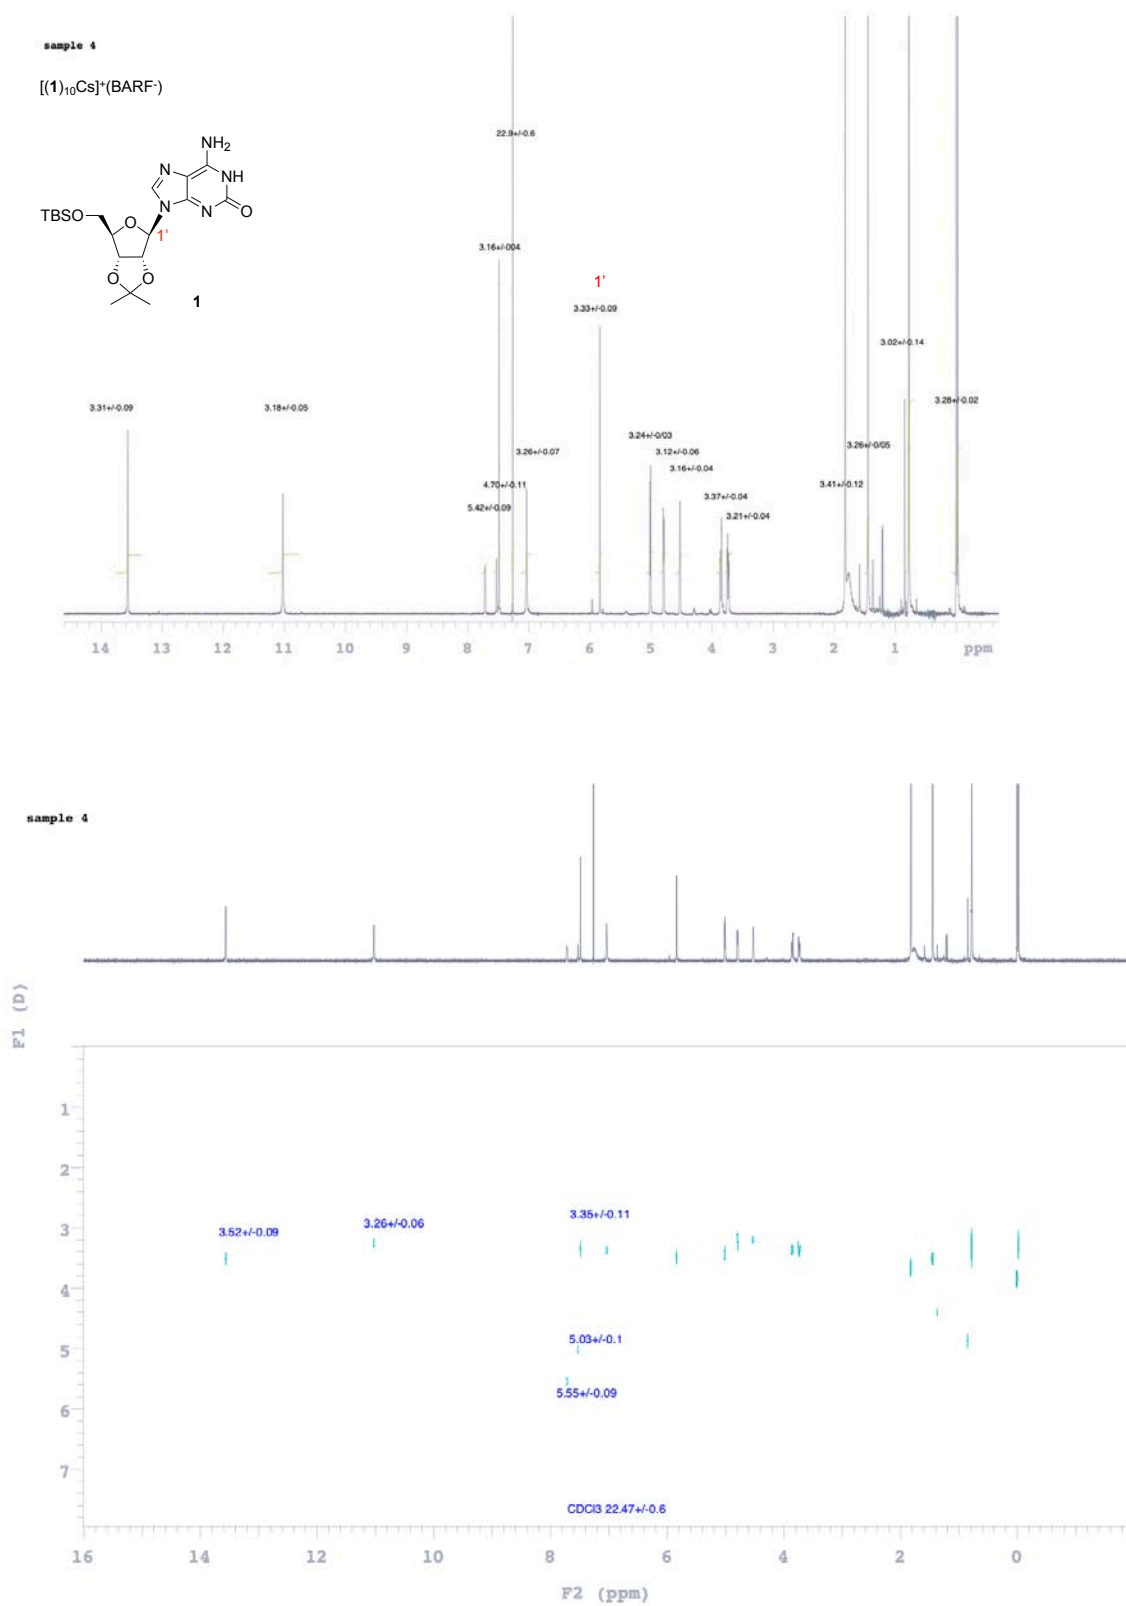 sample 4
[(1)₁₀Cs]⁺(BARF⁻)
NH₂
N
NH
N
N
O
TBSO
O
1'
O
O
1
22.9+/-0.6
3.16+/-004
1'
3.33+/-0.09
3.02+/-0.14
3.31+/-0.09
3.18+/-0.05
3.28+/-0.02
3.24+/-0/03
3.26+/-0/05
3.26+/-0.07
3.12+/-0.06
3.16+/-0.04
4.70+/-0.11
3.41+/-0.12
3.37+/-0.04
5.42+/-0.09
3.21+/-0.04
14 13 12 11 10 9 8 7 6 5 4 3 2 1 ppm
sample 4
F1 (D)
1
2
3
4
5
6
7
3.52+/-0.09
3.26+/-0.06
3.35+/-0.11
5.03+/-0.1
5.55+/-0.09
CDCl3 22.47+/-0.6
16 14 12 10 8 6 4 2 0
F2 (ppm)